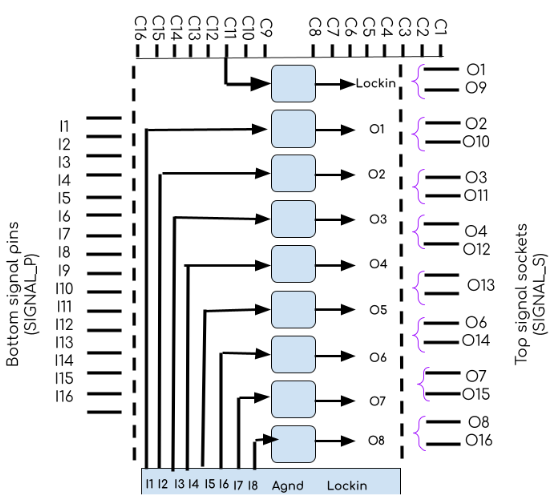 C16 C15 C14 C13 C12 C11 C10 C9 C8 C7 C6 C5 C4 C3 C2 C1
Lockin
O1
O2
O3
O4
O5
O6
O7
O8
I1
I2
I3
I4
I5
I6
I7
I8
I9
I10
I11
I12
I13
I14
I15
I16
Bottom signal pins
(SIGNAL_P)
O1
O9
O2
O10
O3
O11
O4
O12
O13
O6
O14
O7
O15
O8
O16
Top signal sockets
(SIGNAL_S)
I1 I2 I3 I4 I5 I6 I7 I8 Agnd Lockin